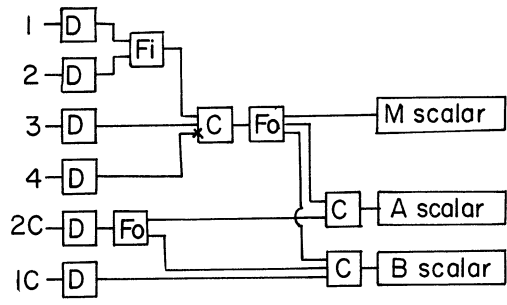 1 D
Fi
2 D
3 D C Fo M scalar
4 D
C A scalar
2C D Fo
1C D C B scalar